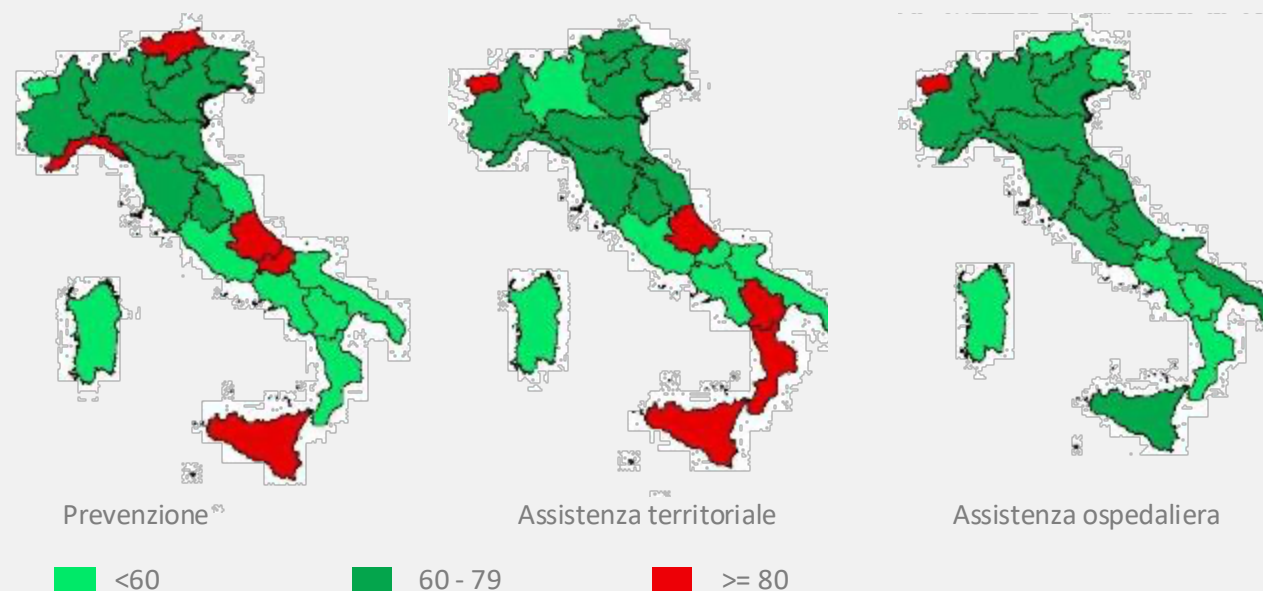 Prevenzione
Assistenza territoriale
Assistenza ospedaliera
<60
60 - 79
>= 80